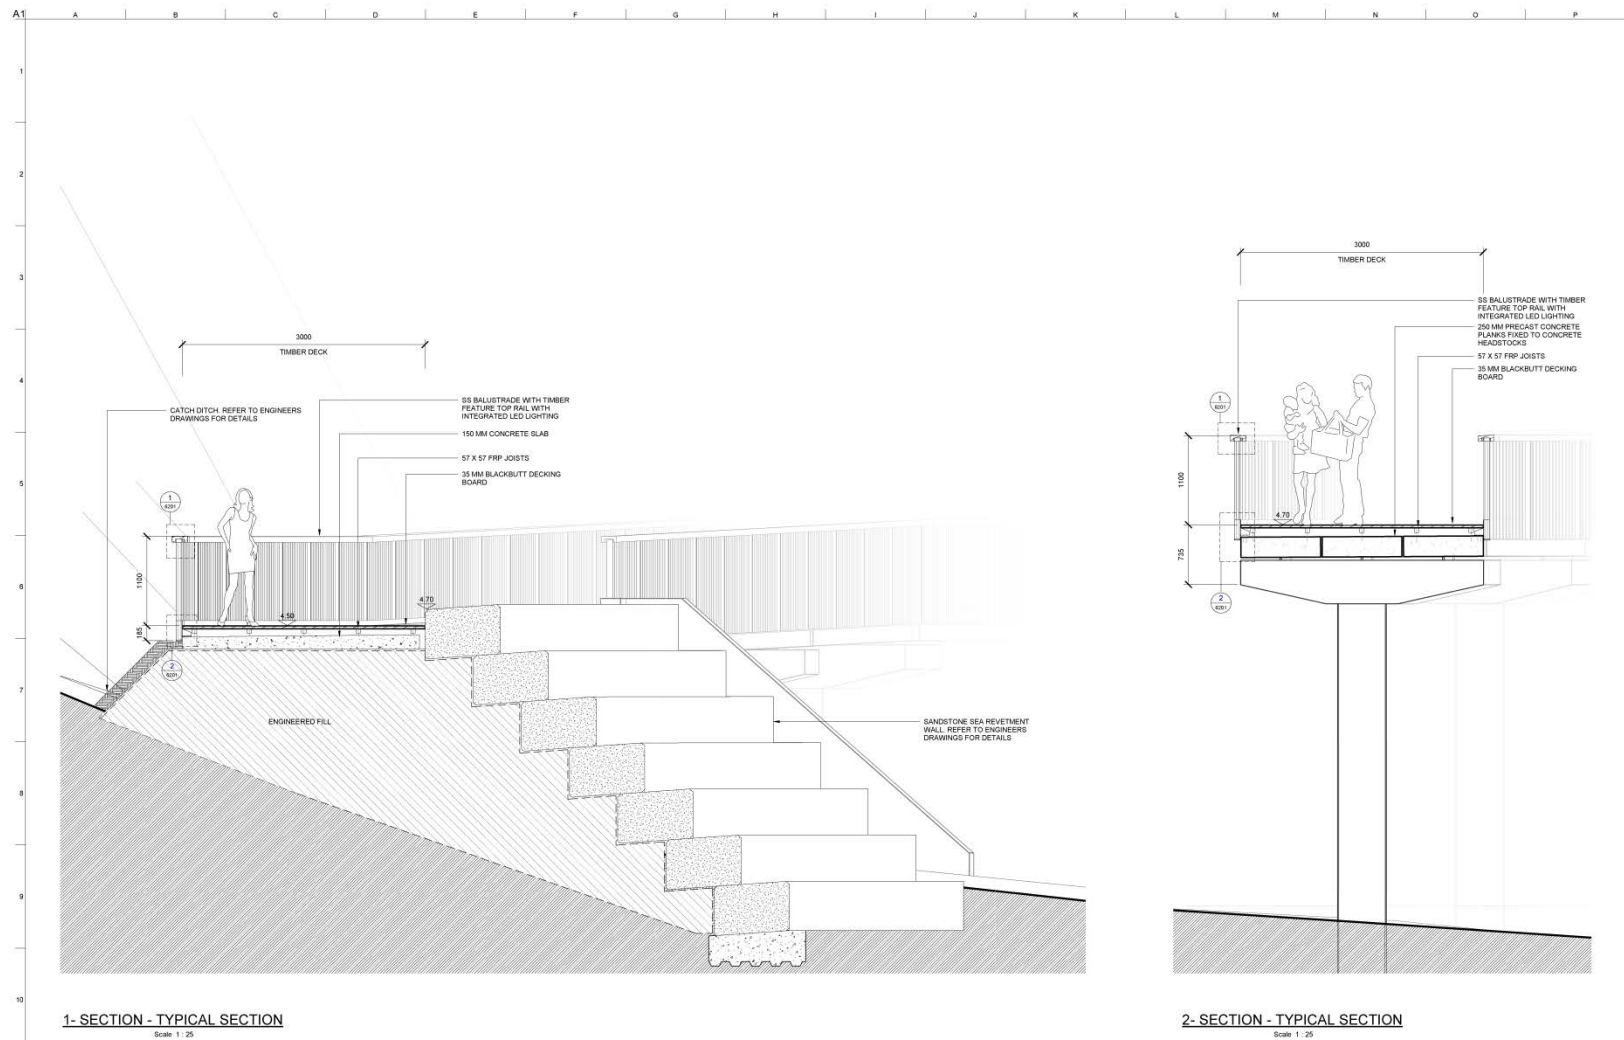 A1
A B C D E F G H I J K L M N O P
1
2
3
4
5
6
7
8
9
10
3000
TIMBER DECK
CATCH DITCH. REFER TO ENGINEERS
DRAWINGS FOR DETAILS
SS BALUSTRADE WITH TIMBER
FEATURE TOP RAIL WITH
INTEGRATED LED LIGHTING
150 MM CONCRETE SLAB
57 X 57 FRP JOISTS
35 MM BLACKBUTT DECKING
BOARD
1
6201
1100
185
4.50
4.70
2
6201
ENGINEERED FILL
SANDSTONE SEA REVETMENT
WALL. REFER TO ENGINEERS
DRAWINGS FOR DETAILS
1- SECTION - TYPICAL SECTION
Scale 1 : 25
3000
TIMBER DECK
SS BALUSTRADE WITH TIMBER
FEATURE TOP RAIL WITH
INTEGRATED LED LIGHTING
250 MM PRECAST CONCRETE
PLANKS FIXED TO CONCRETE
HEADSTOCKS
57 X 57 FRP JOISTS
35 MM BLACKBUTT DECKING
BOARD
1
6201
1100
4.70
735
2
6201
2- SECTION - TYPICAL SECTION
Scale 1 : 25